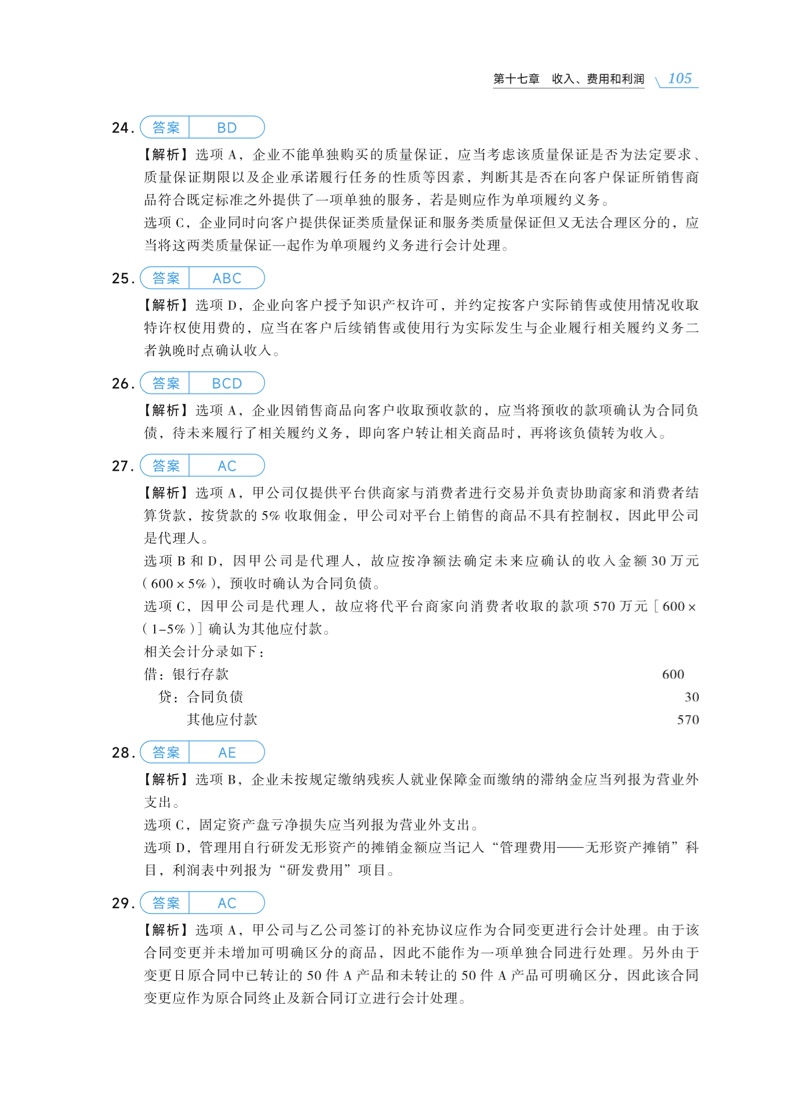 第十七章 收入、费用和利润 105
24. 答案 BD
【解析】选项 A，企业不能单独购买的质量保证，应当考虑该质量保证是否为法定要求、
质量保证期限以及企业承诺履行任务的性质等因素，判断其是否在向客户保证所销售商
品符合既定标准之外提供了一项单独的服务，若是则应作为单项履约义务。
选项 C，企业同时向客户提供保证类质量保证和服务类质量保证但又无法合理区分的，应
当将这两类质量保证一起作为单项履约义务进行会计处理。
25. 答案 ABC
【解析】选项 D，企业向客户授予知识产权许可，并约定按客户实际销售或使用情况收取
特许权使用费的，应当在客户后续销售或使用行为实际发生与企业履行相关履约义务二
者孰晚时点确认收入。
26. 答案 BCD
【解析】选项 A，企业因销售商品向客户收取预收款的，应当将预收的款项确认为合同负
债，待未来履行了相关履约义务，即向客户转让相关商品时，再将该负债转为收入。
27. 答案 AC
【解析】选项 A，甲公司仅提供平台供商家与消费者进行交易并负责协助商家和消费者结
算货款，按货款的 5% 收取佣金，甲公司对平台上销售的商品不具有控制权，因此甲公司
是代理人。
选项 B 和 D，因甲公司是代理人，故应按净额法确定未来应确认的收入金额 30 万元
（600 × 5%），预收时确认为合同负债。
选项 C，因甲公司是代理人，故应将代平台商家向消费者收取的款项 570 万元［600 ×
（1–5%）］确认为其他应付款。
相关会计分录如下：
借：银行存款 600
贷：合同负债 30
其他应付款 570
28. 答案 AE
【解析】选项 B，企业未按规定缴纳残疾人就业保障金而缴纳的滞纳金应当列报为营业外
支出。
选项 C，固定资产盘亏净损失应当列报为营业外支出。
选项 D，管理用自行研发无形资产的摊销金额应当记入“管理费用——无形资产摊销”科
目，利润表中列报为“研发费用”项目。
29. 答案 AC
【解析】选项 A，甲公司与乙公司签订的补充协议应作为合同变更进行会计处理。由于该
合同变更并未增加可明确区分的商品，因此不能作为一项单独合同进行处理。另外由于
变更日原合同中已转让的 50 件 A 产品和未转让的 50 件 A 产品可明确区分，因此该合同
变更应作为原合同终止及新合同订立进行会计处理。